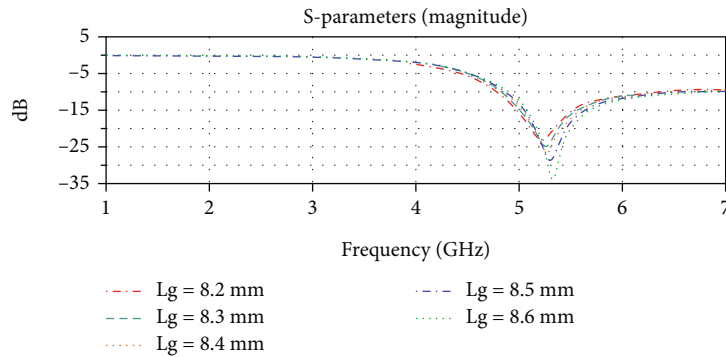 S-parameters (magnitude)
5
−5
−15
−25
−35
dB
1 2 3 4 5 6 7
Frequency (GHz)
Lg = 8.2 mm
Lg = 8.3 mm
Lg = 8.4 mm
Lg = 8.5 mm
Lg = 8.6 mm